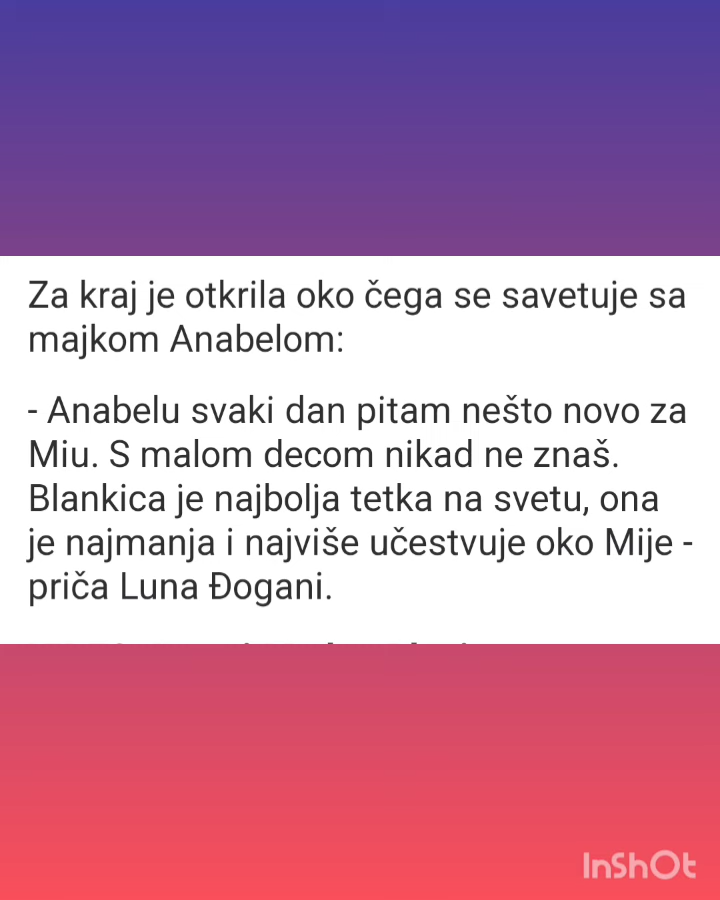 Za kraj je otkrila oko čega se savetuje sa
majkom Anabelom:
- Anabelu svaki dan pitam nešto novo za
Miu. S malom decom nikad ne znaš.
Blankica je najbolja tetka na svetu, ona
je najmanja i najviše učestvuje oko Mije -
priča Luna Đogani.
InShOt